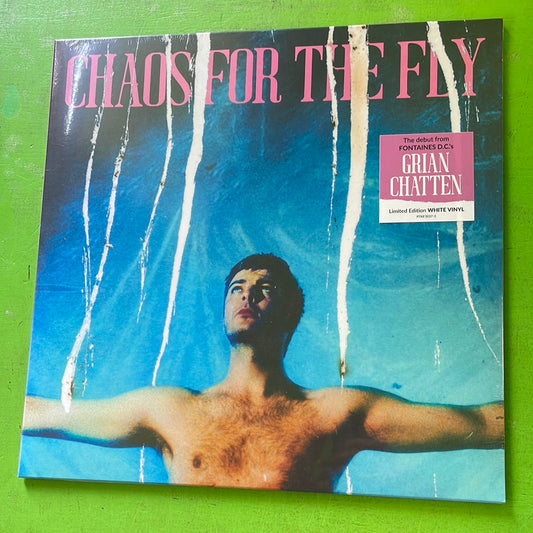 CHAOS FOR THE FLY
The debut from
FONTAINES D.C.'s
GRIAN
CHATTEN
Limited Edition WHITE VINYL